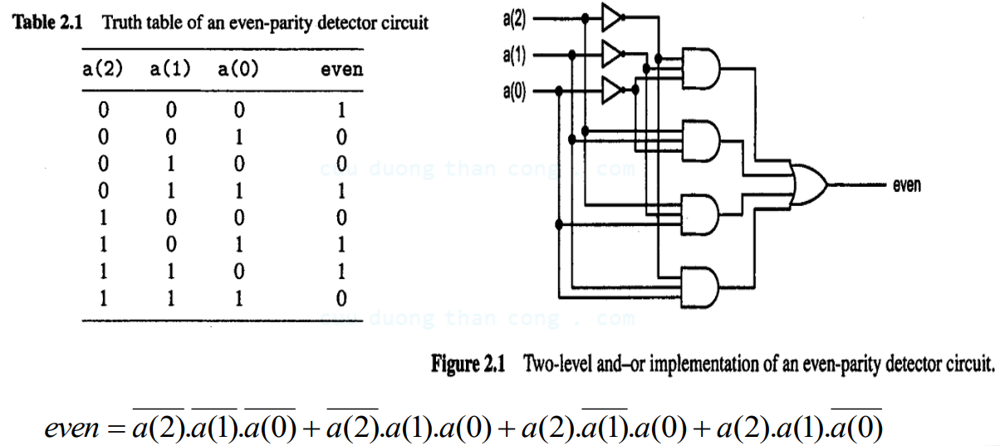 Table 2.1 Truth table of an even-parity detector circuit
a(2) a(1) a(0) even
0 0 0 1
0 0 1 0
0 1 0 0
0 1 1 1
1 0 0 0
1 0 1 1
1 1 0 1
1 1 1 0
cuu duong than cong . com
cuu duong than cong . com
a(2)
a(1)
a(0)
even
Figure 2.1 Two-level and–or implementation of an even-parity detector circuit.
even = a̅(̅2̅)̅.a̅(̅1̅)̅.a̅(̅0̅)̅ + a̅(̅2̅)̅.a(1).a(0) + a(2).a̅(̅1̅)̅.a(0) + a(2).a(1).a̅(̅0̅)̅